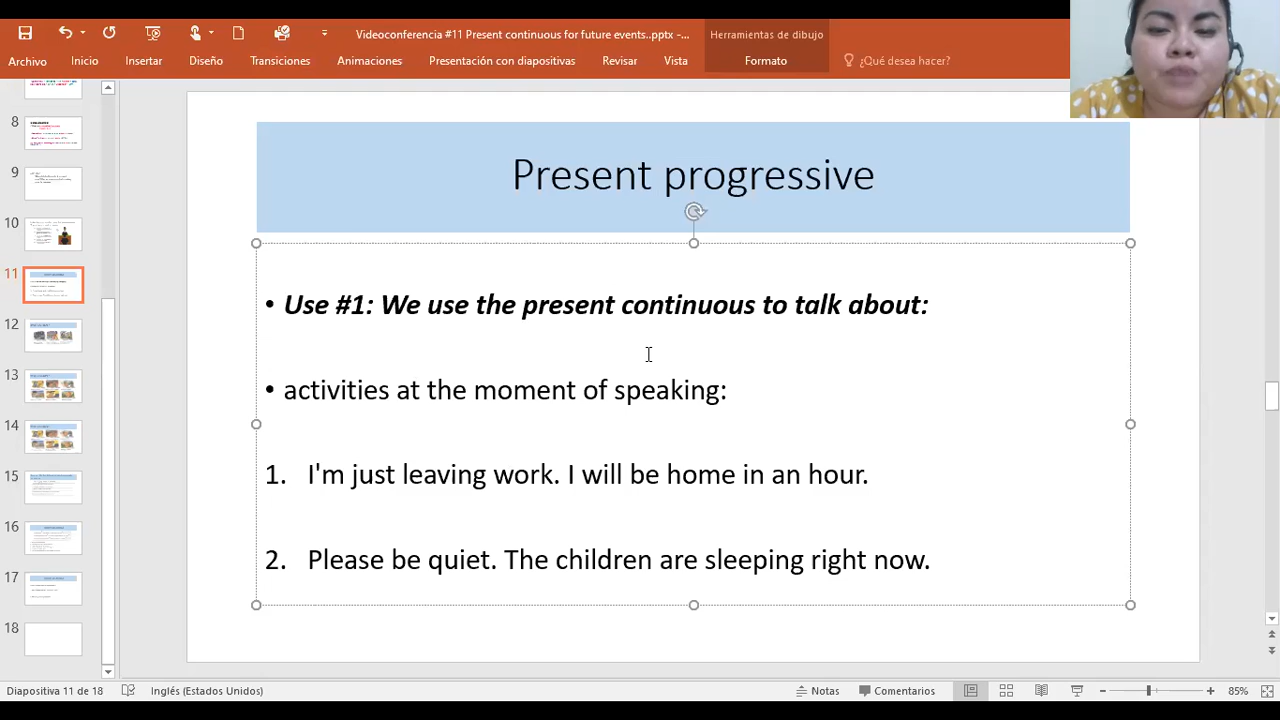 Videoconferencia #11 Present continuous for future events..pptx -...
Herramientas de dibujo
Archivo
Inicio
Insertar
Diseño
Transiciones
Animaciones
Presentación con diapositivas
Revisar
Vista
Formato
¿Qué desea hacer?
8
9
10
11
12
13
14
15
16
17
18
Present progressive
• Use #1: We use the present continuous to talk about:
• activities at the moment of speaking:
1. I'm just leaving work. I will be home in an hour.
2. Please be quiet. The children are sleeping right now.
Diapositiva 11 de 18
Inglés (Estados Unidos)
Notas
Comentarios
85%